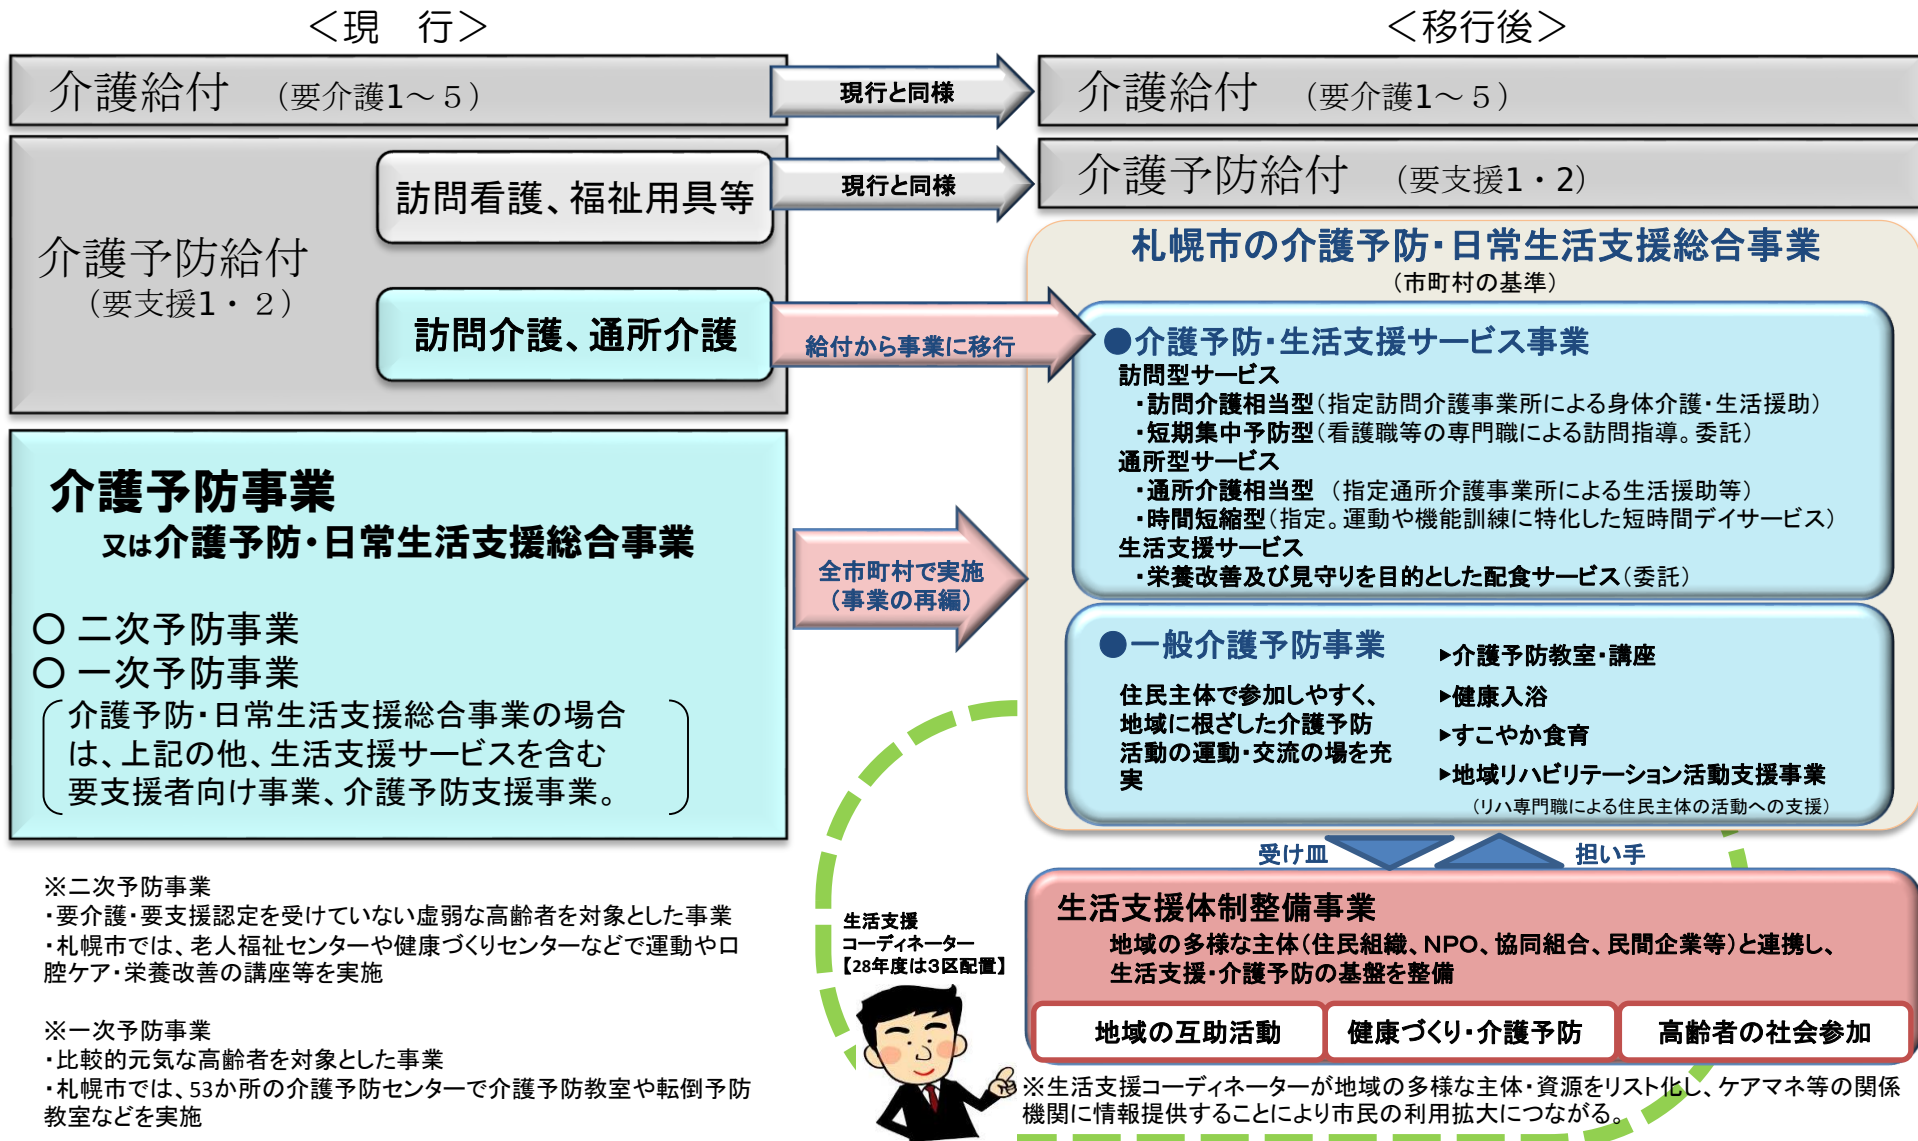 ＜現　行＞
介護給付　（要介護1～５）
介護予防給付
（要支援1・２）
訪問看護、福祉用具等
訪問介護、通所介護
介護予防事業
又は介護予防・日常生活支援総合事業
○ 二次予防事業
○ 一次予防事業
介護予防・日常生活支援総合事業の場合
は、上記の他、生活支援サービスを含む
要支援者向け事業、介護予防支援事業。
※二次予防事業
・要介護・要支援認定を受けていない虚弱な高齢者を対象とした事業
・札幌市では、老人福祉センターや健康づくりセンターなどで運動や口
腔ケア・栄養改善の講座等を実施
※一次予防事業
・比較的元気な高齢者を対象とした事業
・札幌市では、53か所の介護予防センターで介護予防教室や転倒予防
教室などを実施
現行と同様
現行と同様
給付から事業に移行
全市町村で実施
（事業の再編）
＜移行後＞
介護給付　（要介護1～５）
介護予防給付　（要支援1・2）
札幌市の介護予防・日常生活支援総合事業
（市町村の基準）
●介護予防・生活支援サービス事業
訪問型サービス
・訪問介護相当型（指定訪問介護事業所による身体介護・生活援助）
・短期集中予防型（看護職等の専門職による訪問指導。委託）
通所型サービス
・通所介護相当型　（指定通所介護事業所による生活援助等）
・時間短縮型（指定。運動や機能訓練に特化した短時間デイサービス）
生活支援サービス
・栄養改善及び見守りを目的とした配食サービス（委託）
●一般介護予防事業
住民主体で参加しやすく、
地域に根ざした介護予防
活動の運動・交流の場を充
実
▶介護予防教室・講座
▶健康入浴
▶すこやか食育
▶地域リハビリテーション活動支援事業
（リハ専門職による住民主体の活動への支援）
受け皿
担い手
生活支援体制整備事業
地域の多様な主体（住民組織、NPO、協同組合、民間企業等）と連携し、
生活支援・介護予防の基盤を整備
地域の互助活動
健康づくり・介護予防
高齢者の社会参加
生活支援
コーディネーター
【28年度は3区配置】
※生活支援コーディネーターが地域の多様な主体・資源をリスト化し、ケアマネ等の関係
機関に情報提供することにより市民の利用拡大につながる。